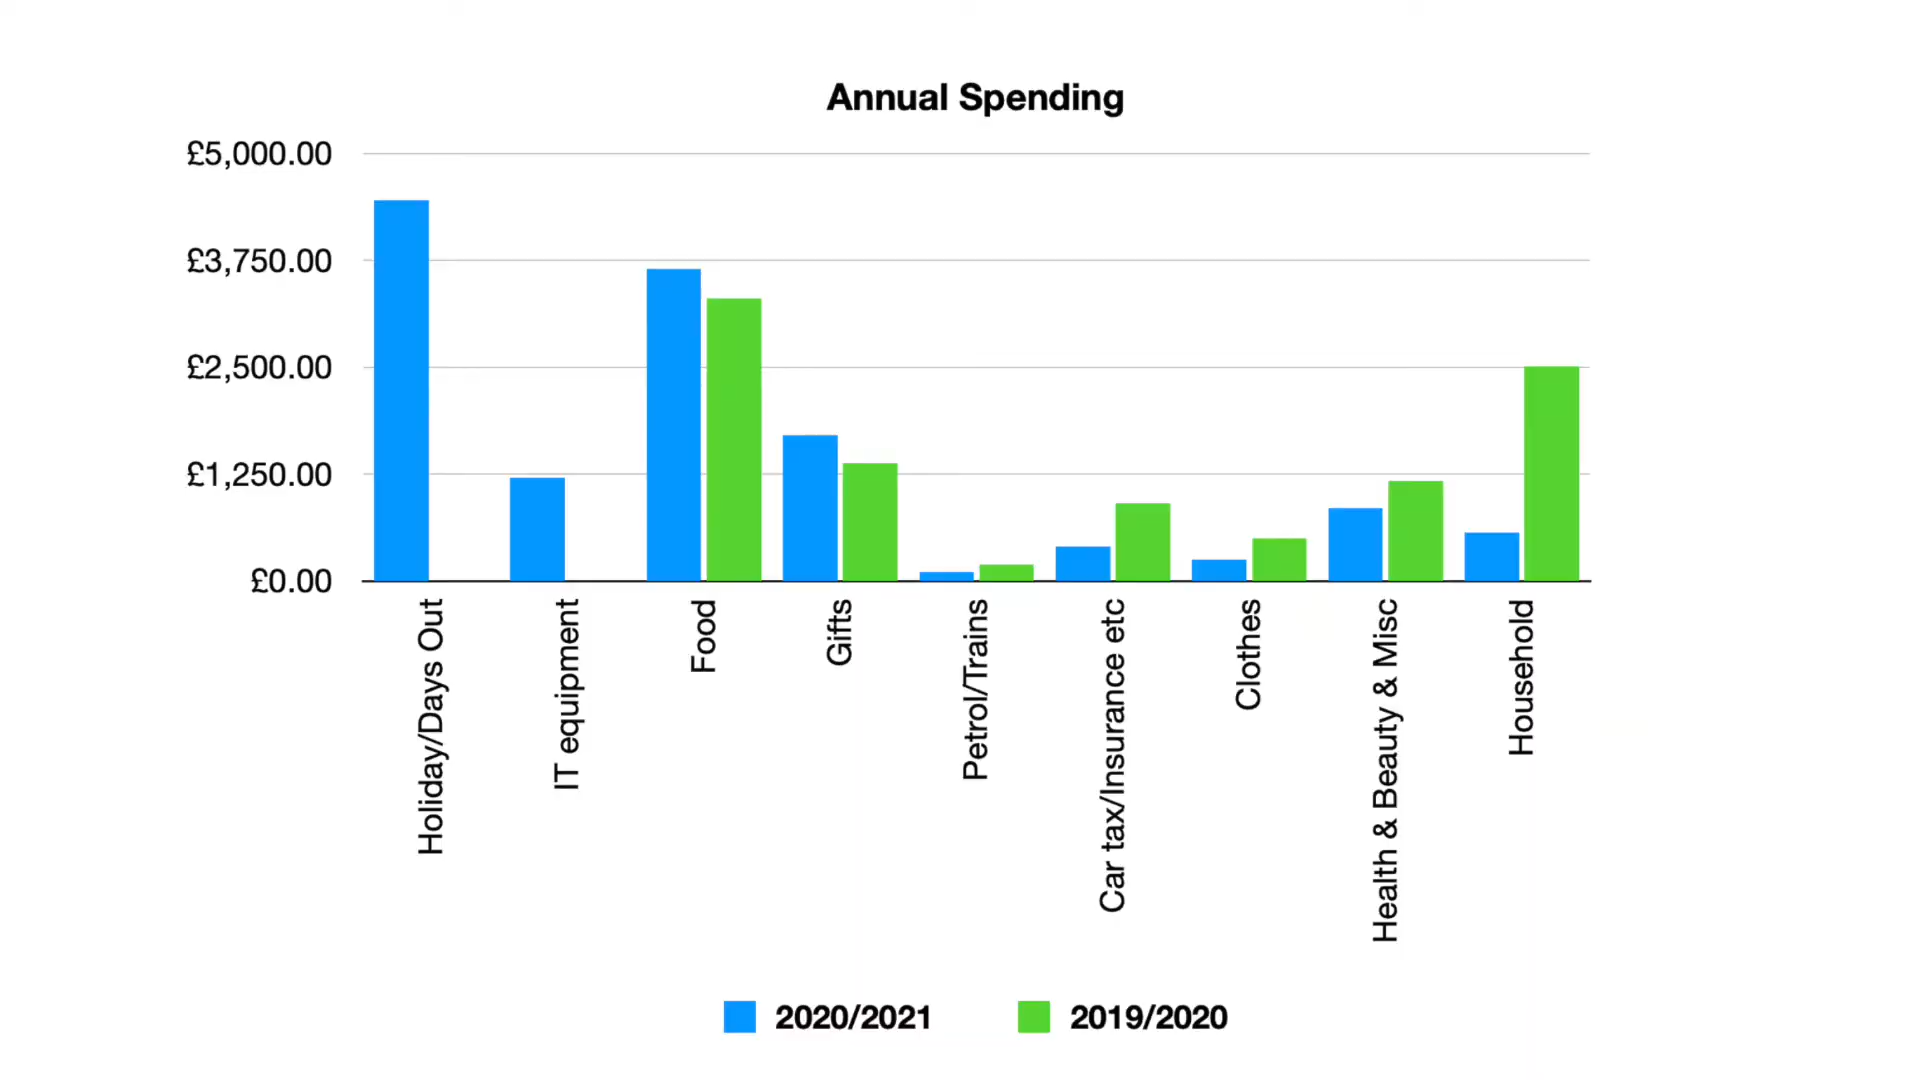 Annual Spending
£5,000.00
£3,750.00
£2,500.00
£1,250.00
£0.00
Holiday/Days Out
IT equipment
Food
Gifts
Petrol/Trains
Car tax/Insurance etc
Clothes
Health & Beauty & Misc
Household
2020/2021
2019/2020